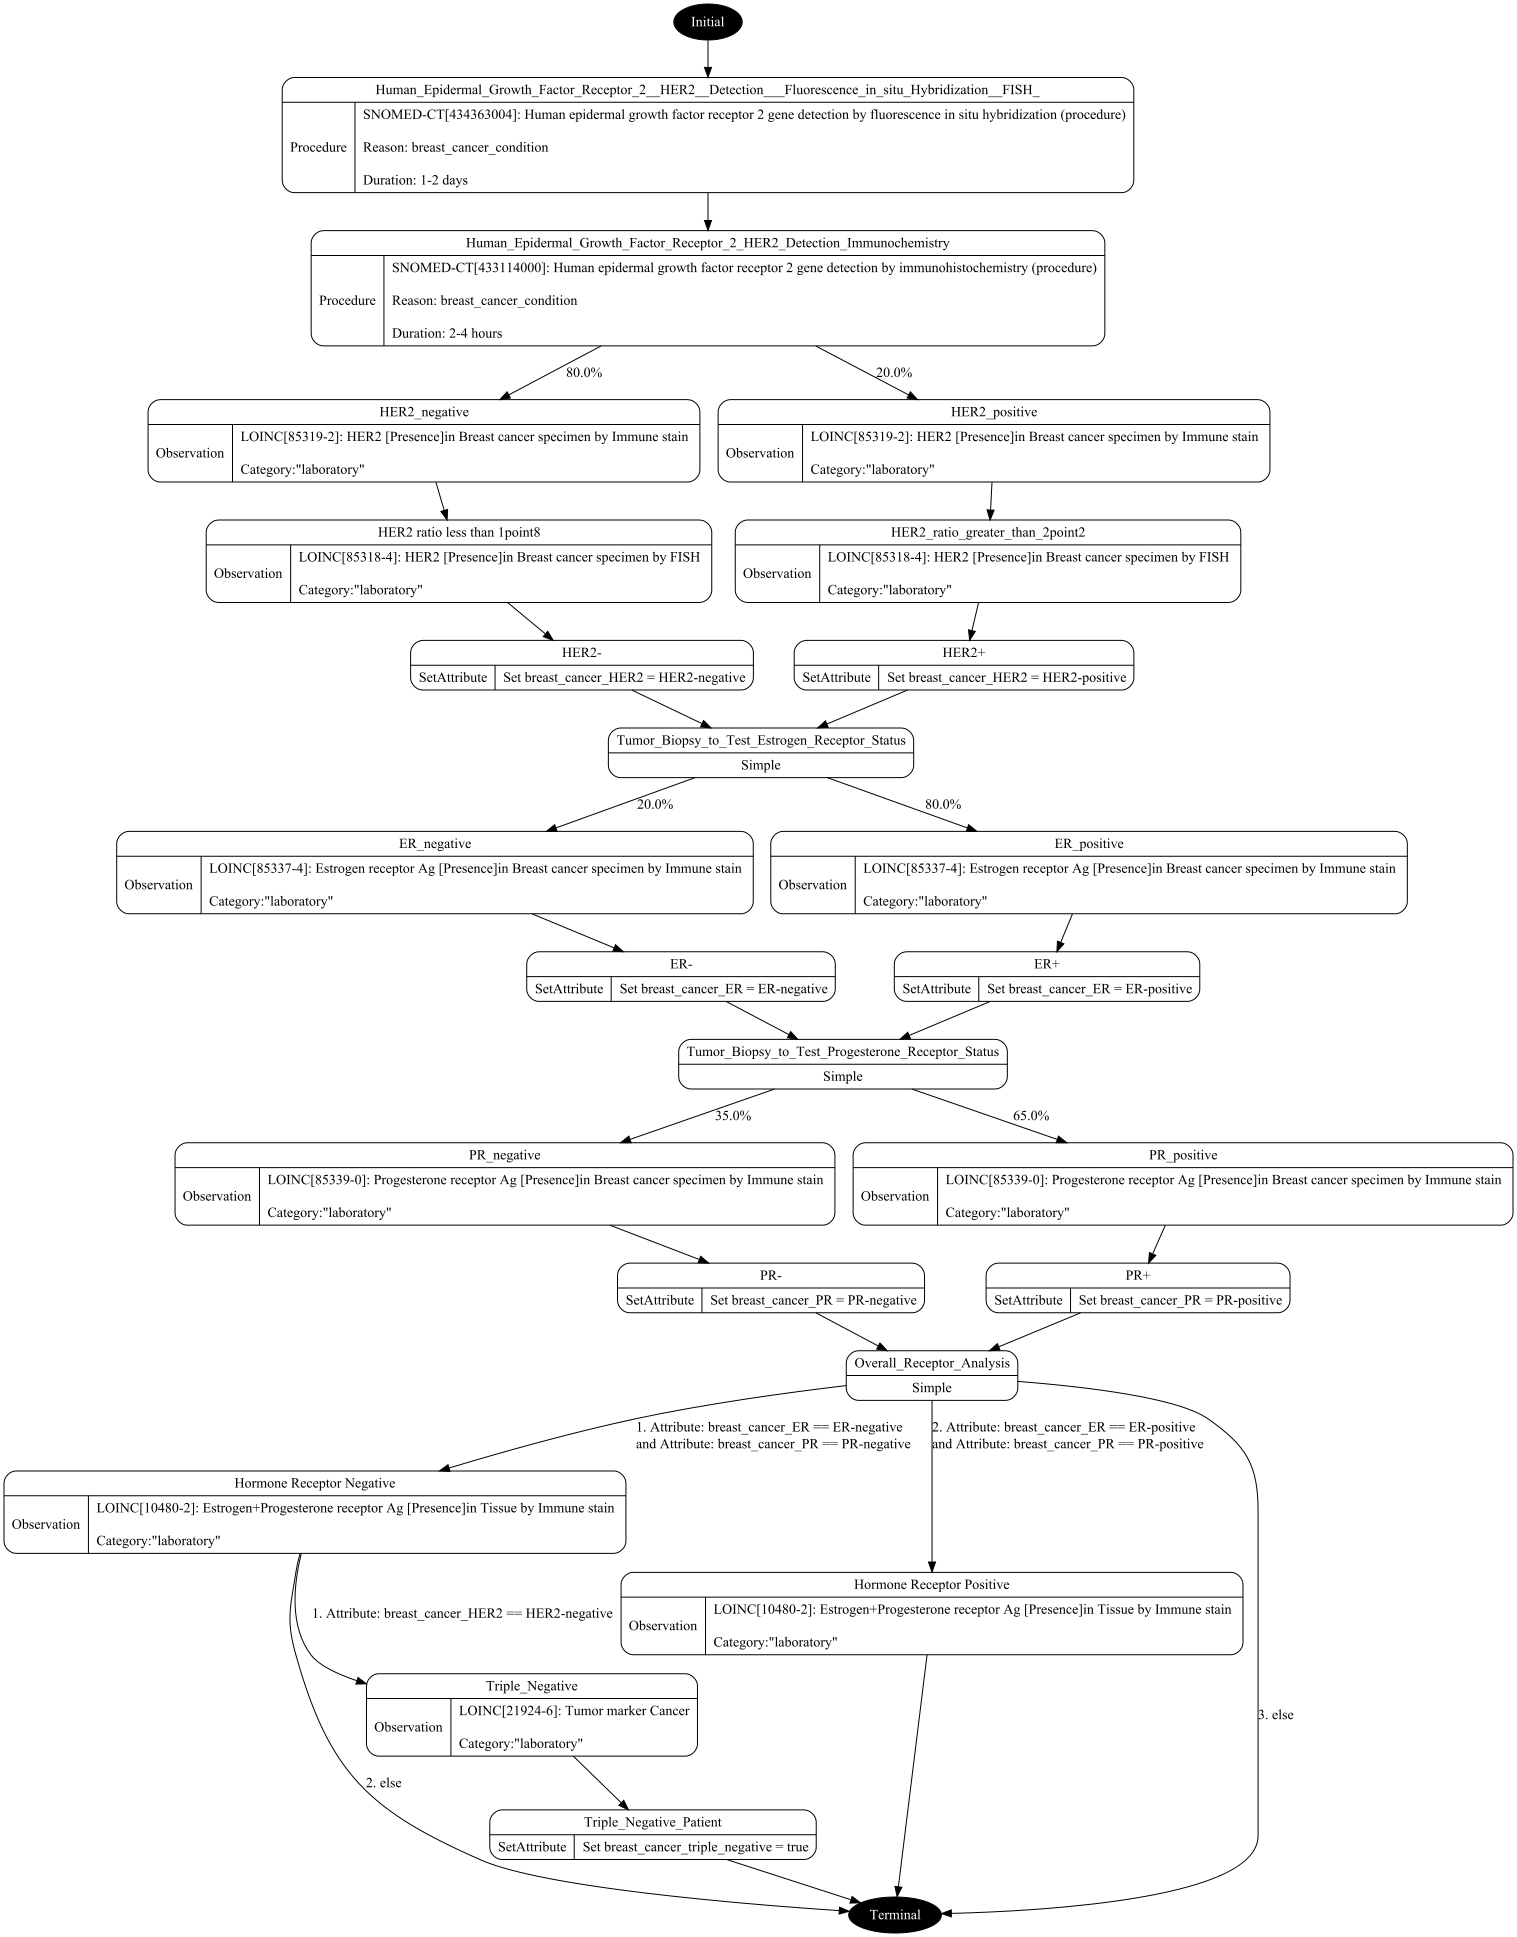 Initial
Human_Epidermal_Growth_Factor_Receptor_2__HER2__Detection___Fluorescence_in_situ_Hybridization__FISH_
Procedure
SNOMED-CT[434363004]: Human epidermal growth factor receptor 2 gene detection by fluorescence in situ hybridization (procedure)
Reason: breast_cancer_condition
Duration: 1-2 days
Human_Epidermal_Growth_Factor_Receptor_2_HER2_Detection_Immunochemistry
Procedure
SNOMED-CT[433114000]: Human epidermal growth factor receptor 2 gene detection by immunohistochemistry (procedure)
Reason: breast_cancer_condition
Duration: 2-4 hours
80.0%
20.0%
HER2_negative
Observation
LOINC[85319-2]: HER2 [Presence]in Breast cancer specimen by Immune stain
Category:"laboratory"
HER2_positive
Observation
LOINC[85319-2]: HER2 [Presence]in Breast cancer specimen by Immune stain
Category:"laboratory"
HER2 ratio less than 1point8
Observation
LOINC[85318-4]: HER2 [Presence]in Breast cancer specimen by FISH
Category:"laboratory"
HER2_ratio_greater_than_2point2
Observation
LOINC[85318-4]: HER2 [Presence]in Breast cancer specimen by FISH
Category:"laboratory"
HER2-
SetAttribute
Set breast_cancer_HER2 = HER2-negative
HER2+
SetAttribute
Set breast_cancer_HER2 = HER2-positive
Tumor_Biopsy_to_Test_Estrogen_Receptor_Status
Simple
20.0%
80.0%
ER_negative
Observation
LOINC[85337-4]: Estrogen receptor Ag [Presence]in Breast cancer specimen by Immune stain
Category:"laboratory"
ER_positive
Observation
LOINC[85337-4]: Estrogen receptor Ag [Presence]in Breast cancer specimen by Immune stain
Category:"laboratory"
ER-
SetAttribute
Set breast_cancer_ER = ER-negative
ER+
SetAttribute
Set breast_cancer_ER = ER-positive
Tumor_Biopsy_to_Test_Progesterone_Receptor_Status
Simple
35.0%
65.0%
PR_negative
Observation
LOINC[85339-0]: Progesterone receptor Ag [Presence]in Breast cancer specimen by Immune stain
Category:"laboratory"
PR_positive
Observation
LOINC[85339-0]: Progesterone receptor Ag [Presence]in Breast cancer specimen by Immune stain
Category:"laboratory"
PR-
SetAttribute
Set breast_cancer_PR = PR-negative
PR+
SetAttribute
Set breast_cancer_PR = PR-positive
Overall_Receptor_Analysis
Simple
1. Attribute: breast_cancer_ER == ER-negative
and Attribute: breast_cancer_PR == PR-negative
2. Attribute: breast_cancer_ER == ER-positive
and Attribute: breast_cancer_PR == PR-positive
Hormone Receptor Negative
Observation
LOINC[10480-2]: Estrogen+Progesterone receptor Ag [Presence]in Tissue by Immune stain
Category:"laboratory"
Hormone Receptor Positive
Observation
LOINC[10480-2]: Estrogen+Progesterone receptor Ag [Presence]in Tissue by Immune stain
Category:"laboratory"
1. Attribute: breast_cancer_HER2 == HER2-negative
Triple_Negative
Observation
LOINC[21924-6]: Tumor marker Cancer
Category:"laboratory"
3. else
2. else
Triple_Negative_Patient
SetAttribute
Set breast_cancer_triple_negative = true
Terminal